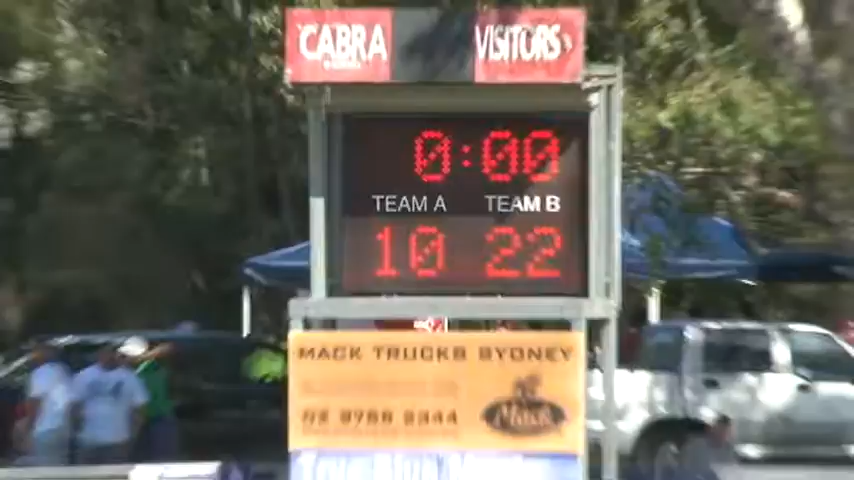 CABRA
VISITORS
0:00
TEAM A TEAM B
10 22
MACK TRUCKS SYDNEY
02 9756 2344
Mack